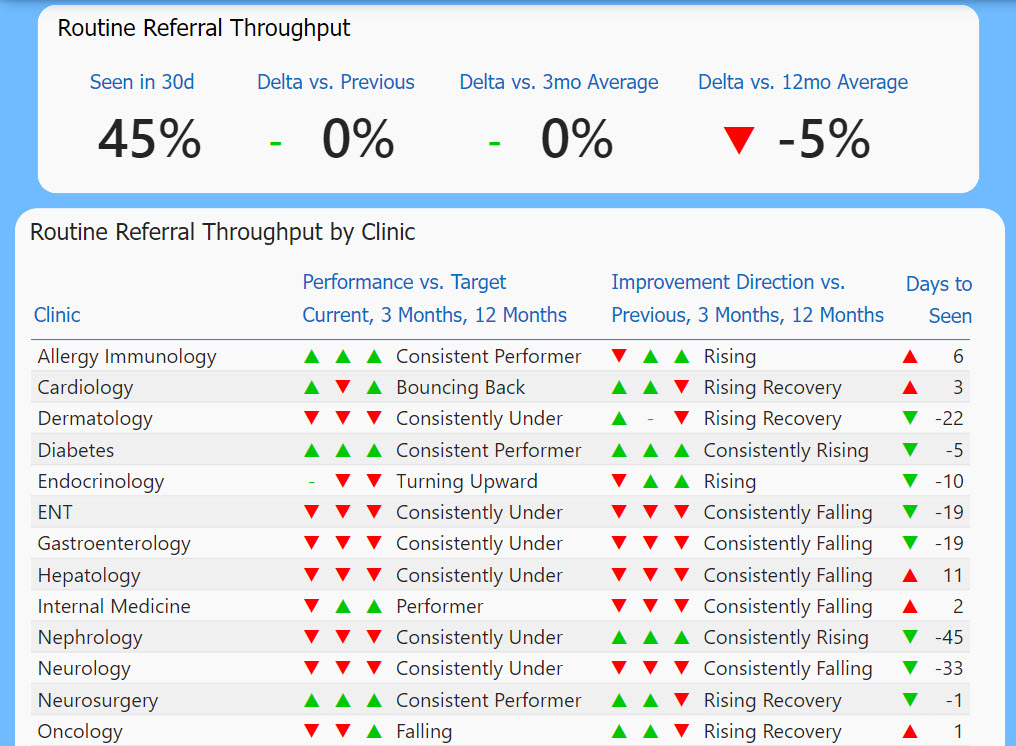 Routine Referral Throughput
Seen in 30d Delta vs. Previous Delta vs. 3mo Average Delta vs. 12mo Average
45% - 0% - 0% ▼ -5%
Routine Referral Throughput by Clinic
Performance vs. Target Improvement Direction vs. Days to
Clinic Current, 3 Months, 12 Months Previous, 3 Months, 12 Months Seen
Allergy Immunology ▲ ▲ ▲ Consistent Performer ▼ ▲ ▲ Rising ▲ 6
Cardiology ▲ ▼ ▲ Bouncing Back ▲ ▲ ▼ Rising Recovery ▲ 3
Dermatology ▼ ▼ ▼ Consistently Under ▲ - ▼ Rising Recovery ▼ -22
Diabetes ▲ ▲ ▲ Consistent Performer ▲ ▲ ▲ Consistently Rising ▼ -5
Endocrinology - ▼ ▼ Turning Upward ▼ ▲ ▲ Rising ▼ -10
ENT ▼ ▼ ▼ Consistently Under ▼ ▼ ▼ Consistently Falling ▼ -19
Gastroenterology ▼ ▼ ▼ Consistently Under ▼ ▼ ▼ Consistently Falling ▼ -19
Hepatology ▼ ▼ ▼ Consistently Under ▼ ▼ ▼ Consistently Falling ▲ 11
Internal Medicine ▼ ▲ ▲ Performer ▼ ▼ ▼ Consistently Falling ▲ 2
Nephrology ▼ ▼ ▼ Consistently Under ▲ ▲ ▲ Consistently Rising ▼ -45
Neurology ▼ ▼ ▼ Consistently Under ▼ ▼ ▼ Consistently Falling ▼ -33
Neurosurgery ▲ ▲ ▲ Consistent Performer ▲ ▲ ▼ Rising Recovery ▼ -1
Oncology ▼ ▼ ▲ Falling ▲ ▲ ▼ Rising Recovery ▲ 1